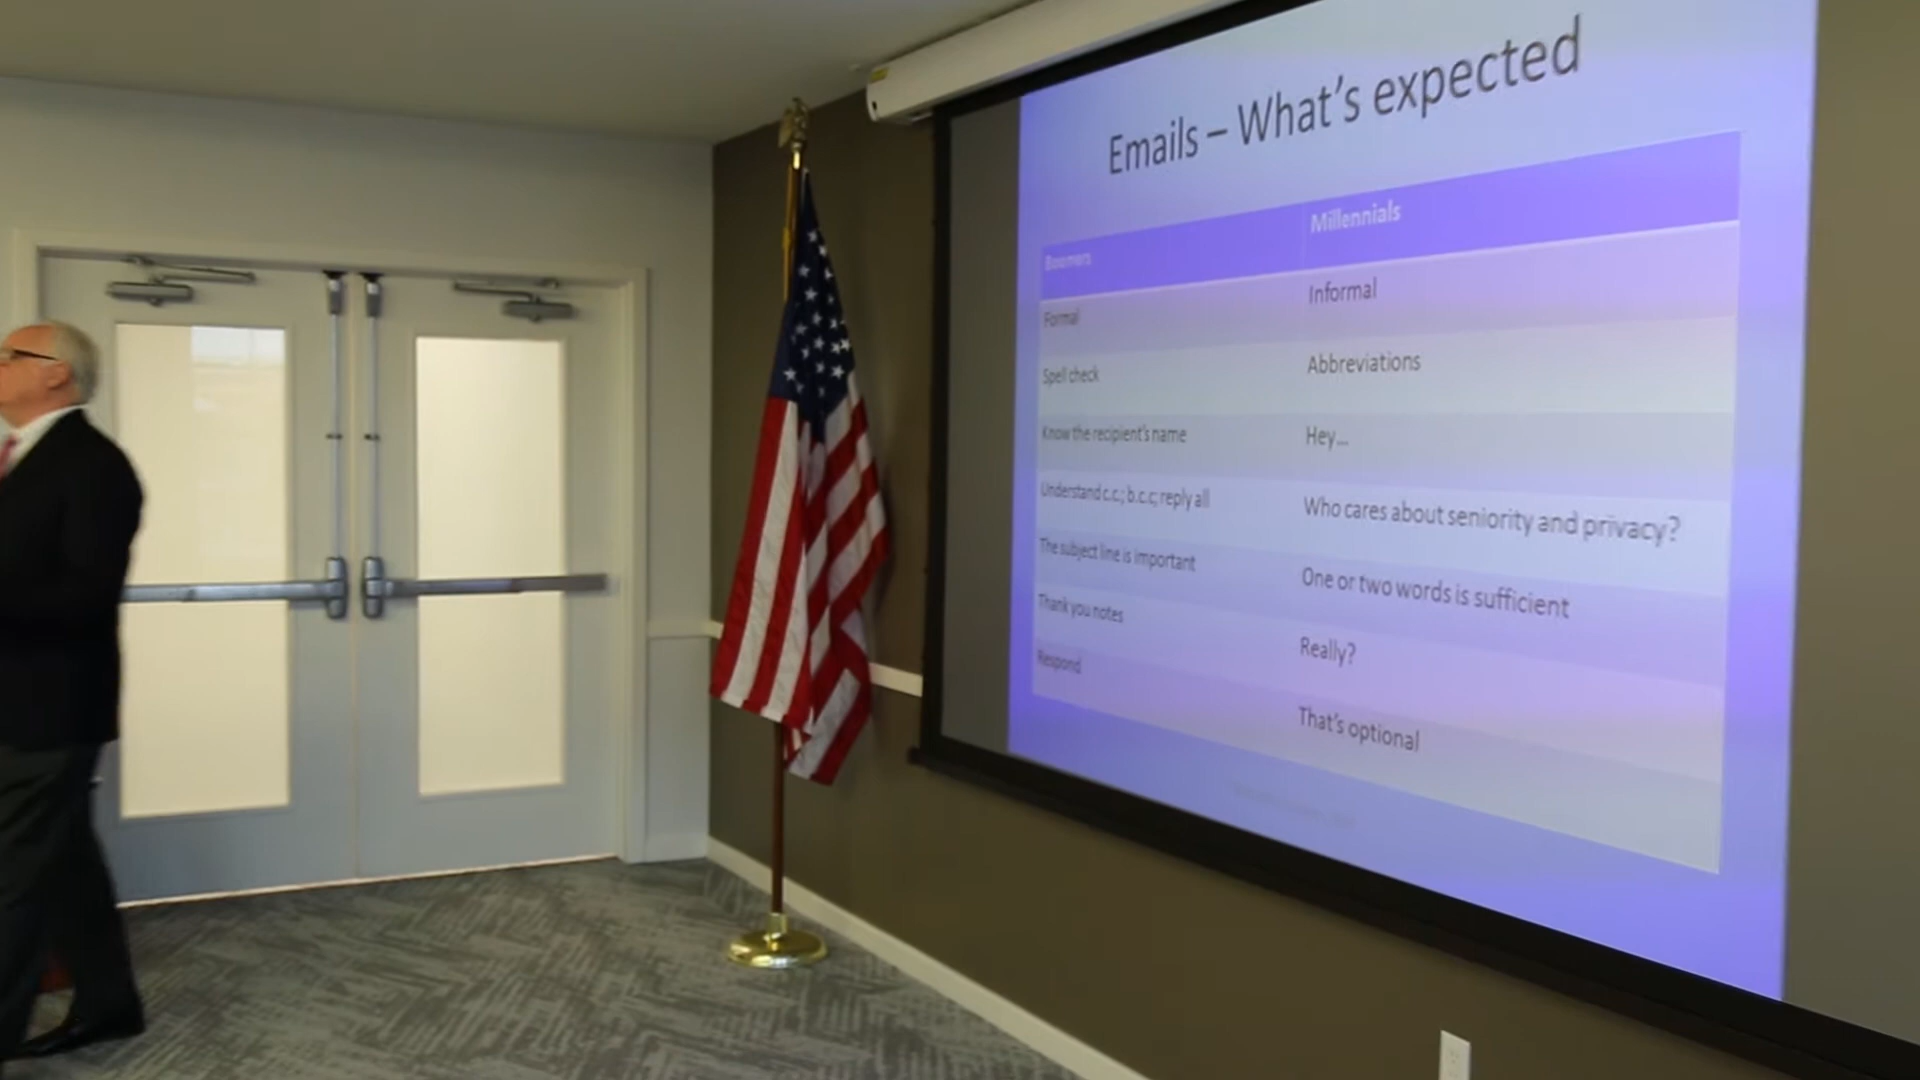 Emails – What's expected
Boomers Millennials
Formal Informal
Spell check Abbreviations
Know the recipient's name Hey...
Understand c.c.; b.c.c; reply all Who cares about seniority and privacy?
The subject line is important One or two words is sufficient
Thank you notes Really?
Respond That's optional